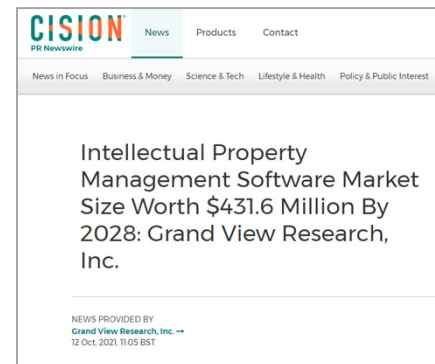 CISION
PR Newswire
News Products Contact
News in Focus Business & Money Science & Tech Lifestyle & Health Policy & Public Interest
Intellectual Property
Management Software Market
Size Worth $431.6 Million By
2028: Grand View Research,
Inc.
NEWS PROVIDED BY
Grand View Research, Inc. →
12 Oct, 2021, 11:05 BST